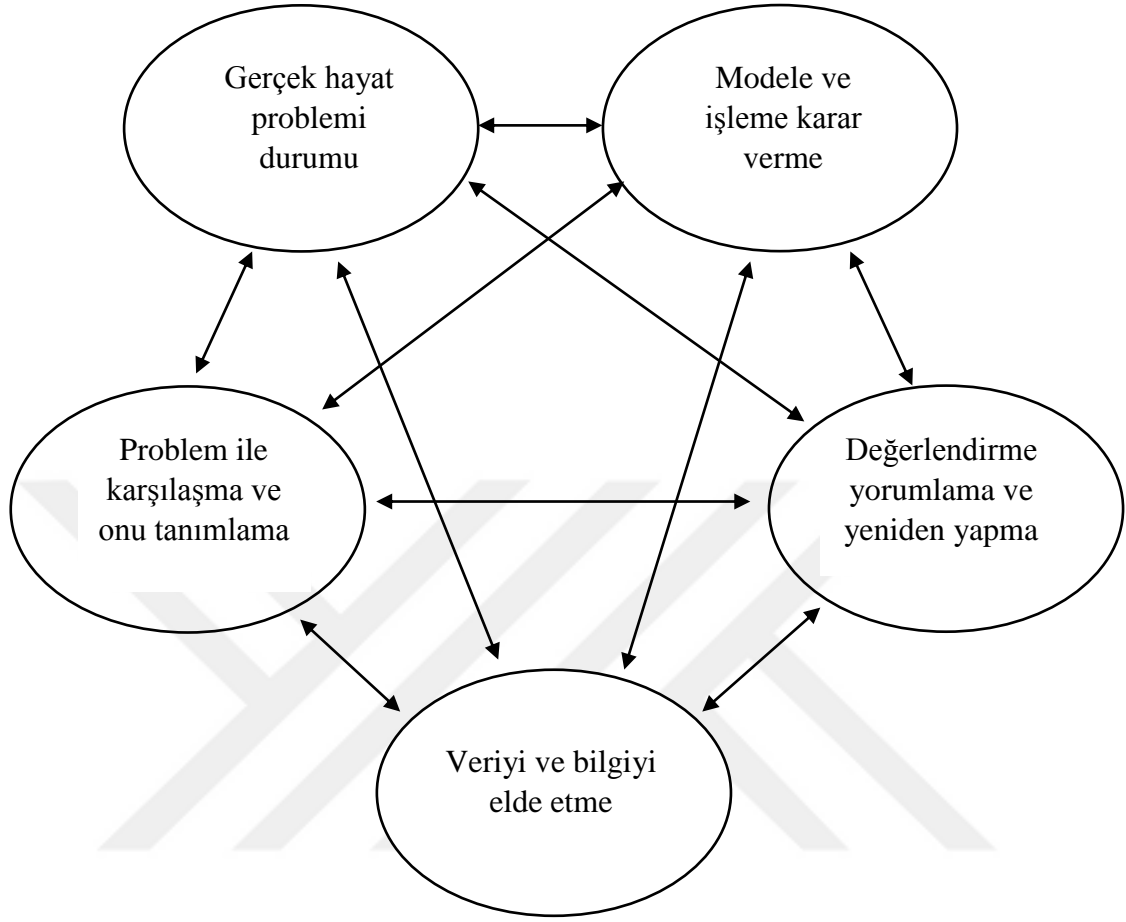 Gerçek hayat
problemi
durumu
Modele ve
işleme karar
verme
Problem ile
karşılaşma ve
onu tanımlama
Değerlendirme
yorumlama ve
yeniden yapma
Veriyi ve bilgiyi
elde etme